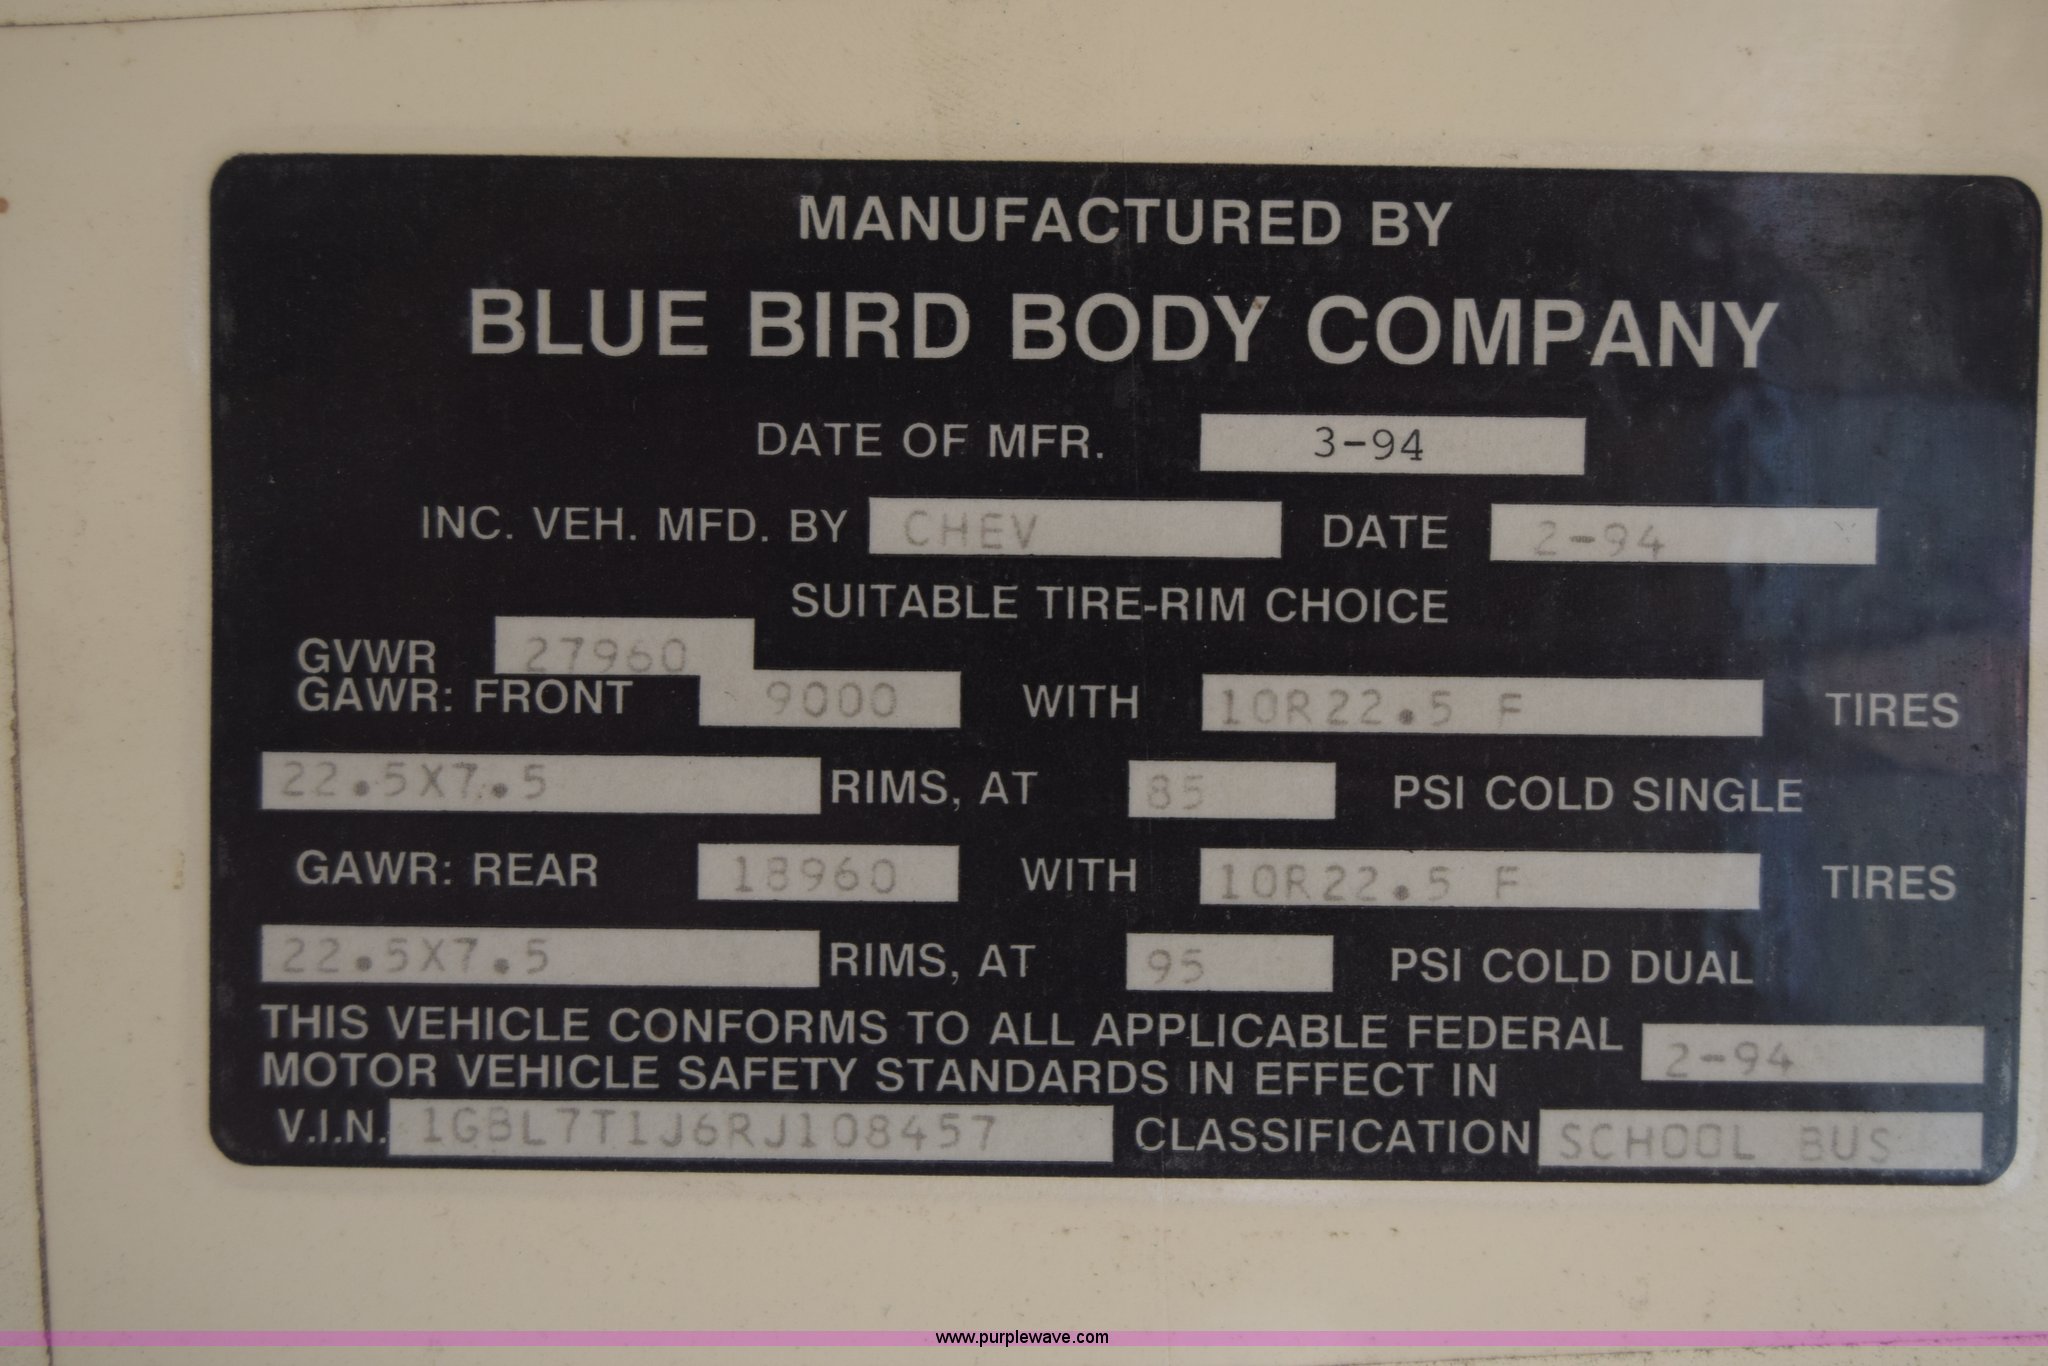 MANUFACTURED BY
BLUE BIRD BODY COMPANY
DATE OF MFR. 3-94
INC. VEH. MFD. BY CHEV DATE 2-94
SUITABLE TIRE-RIM CHOICE
GVWR 27960
GAWR: FRONT 9000 WITH 10R22.5 F TIRES
22.5X7.5 RIMS, AT 85 PSI COLD SINGLE
GAWR: REAR 18960 WITH 10R22.5 F TIRES
22.5X7.5 RIMS, AT 95 PSI COLD DUAL
THIS VEHICLE CONFORMS TO ALL APPLICABLE FEDERAL
MOTOR VEHICLE SAFETY STANDARDS IN EFFECT IN 2-94
V.I.N. 1GBL7T1J6RJ108457 CLASSIFICATION SCHOOL BUS
www.purplewave.com